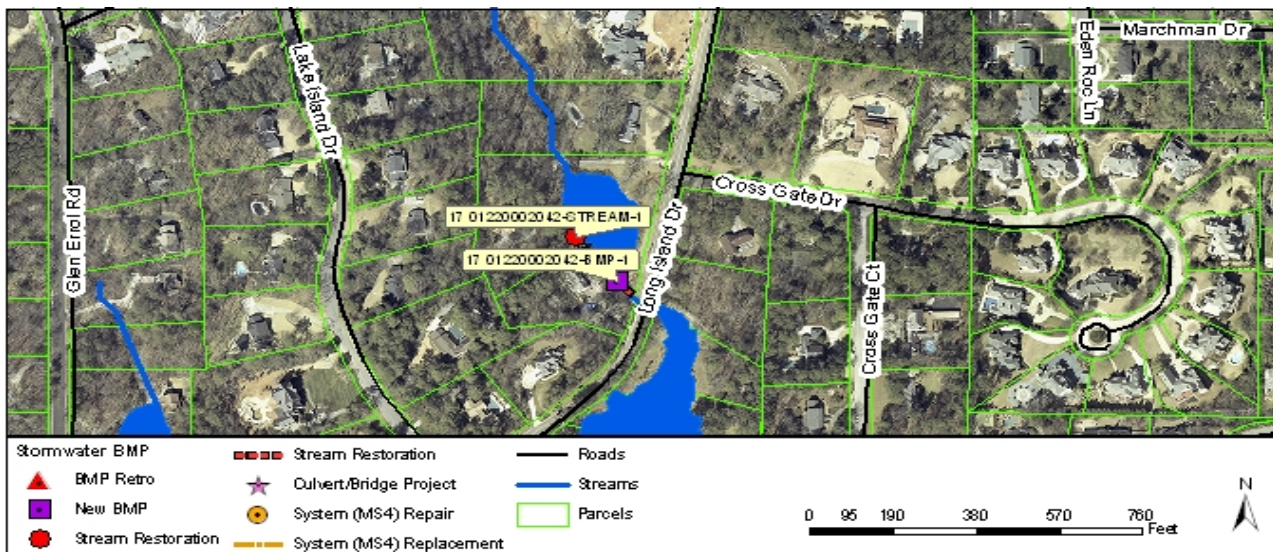 Marchman Dr
Eden Roc Ln
Lake Island Dr
Glen Errol Rd
Cross Gate Dr
17 01220002042-STREAM-1
17 01220002042-BMP-1
Long Island Dr
Cross Gate Ct
Stormwater BMP
BMP Retro
New BMP
Stream Restoration
Stream Restoration
Culvert/Bridge Project
System (MS4) Repair
System (MS4) Replacement
Roads
Streams
Parcels
0 95 190 380 570 760
Feet
N